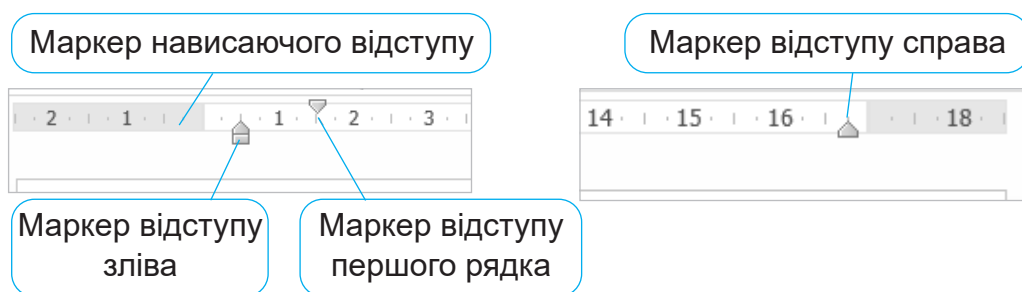 Маркер нависаючого відступу
Маркер відступу справа
2 1 1 2 3
14 15 16 18
Маркер відступу
зліва
Маркер відступу
першого рядка